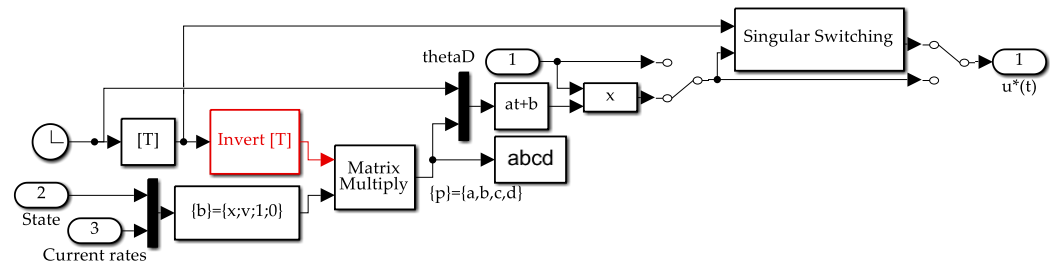 Singular Switching
1
u*(t)
thetaD
1
at+b
x
[T]
Invert [T]
Matrix
Multiply
abcd
{p}={a,b,c,d}
2
State
{b}={x;v;1;0}
3
Current rates